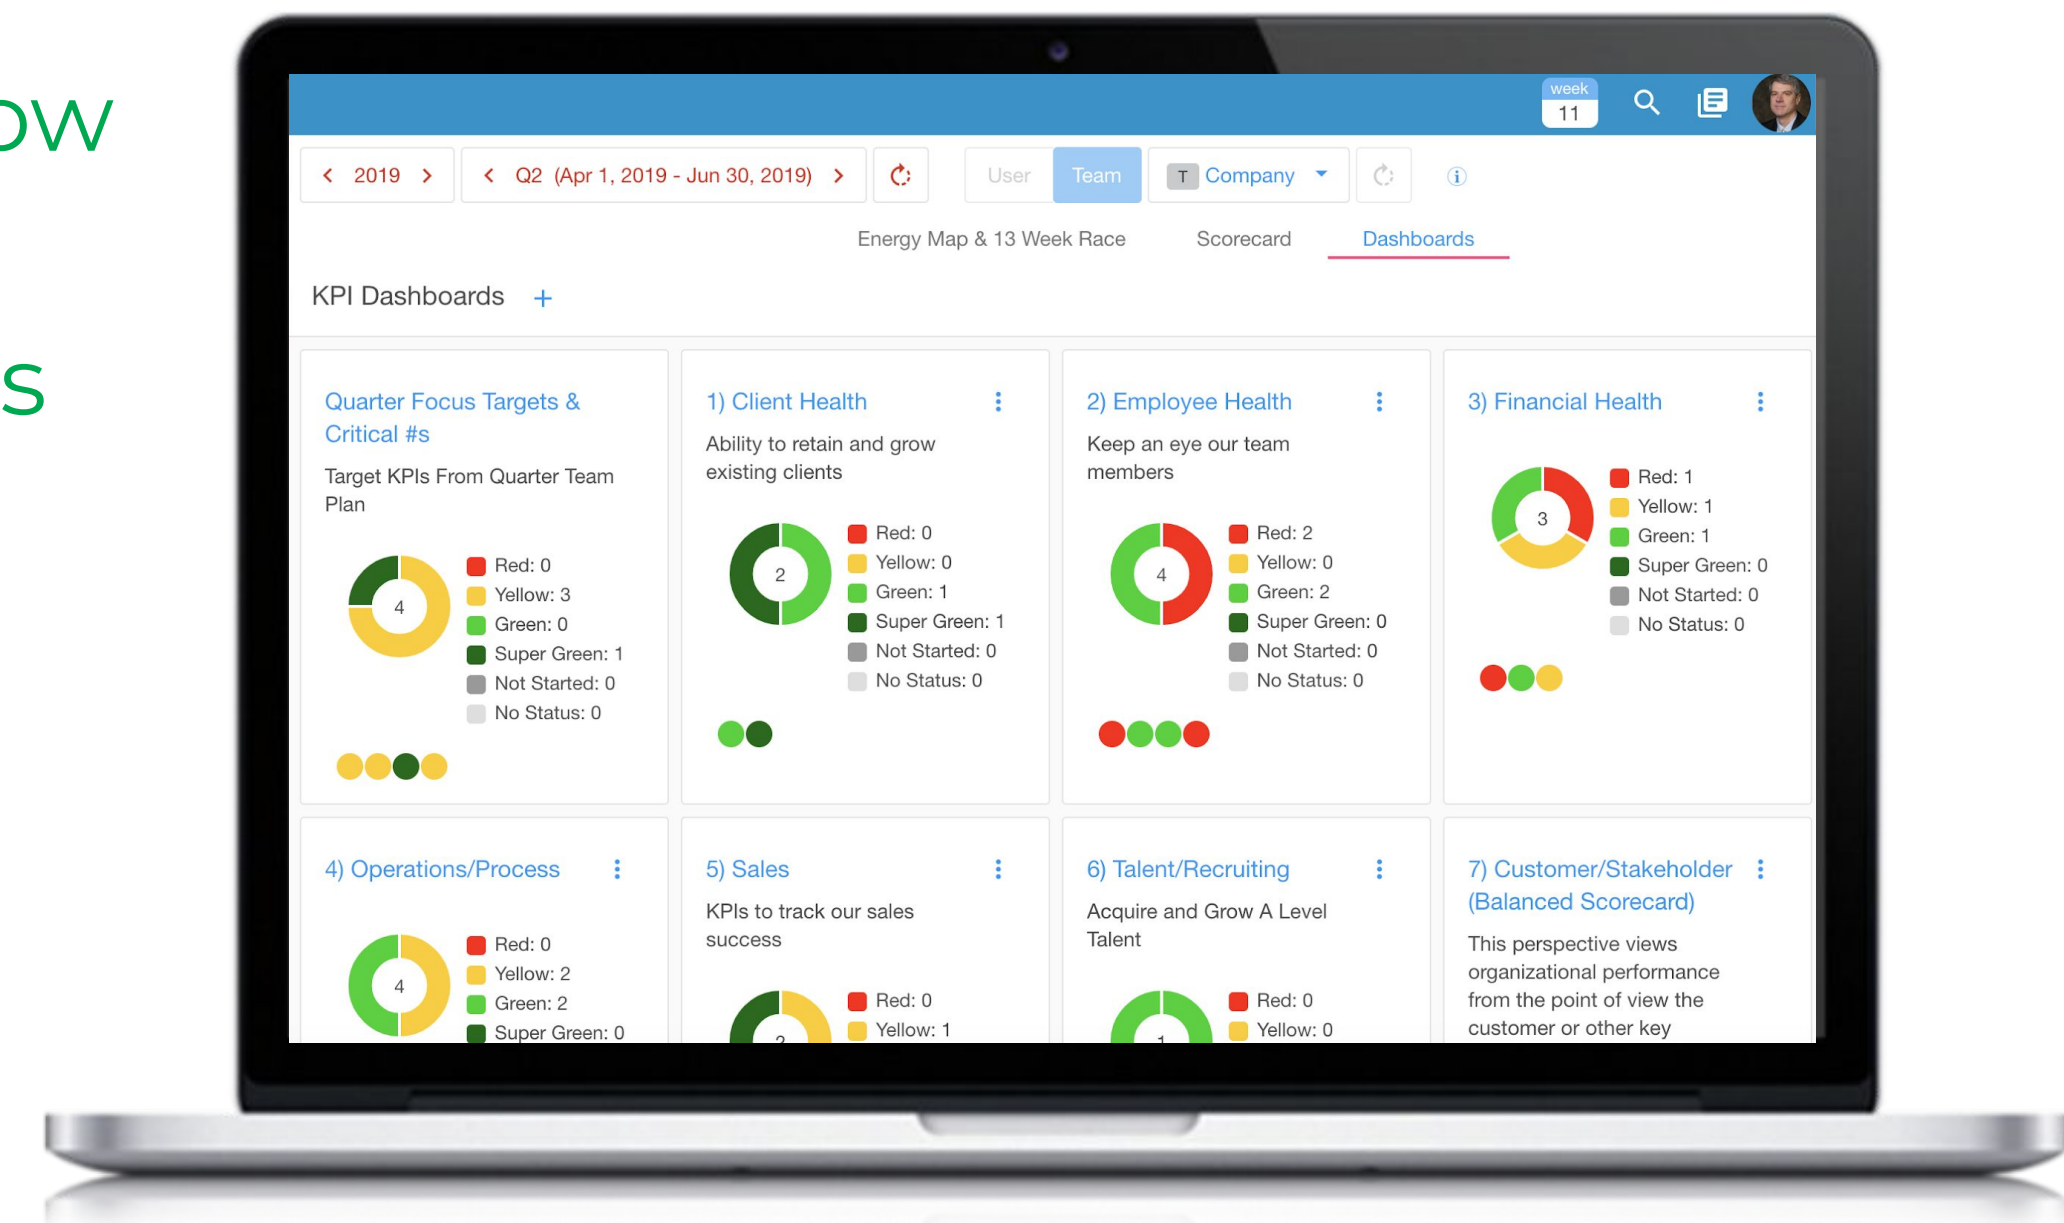 week
11
2019
Q2 (Apr 1, 2019 - Jun 30, 2019)
User
Team
T Company
Energy Map & 13 Week Race
Scorecard
Dashboards
KPI Dashboards +
Quarter Focus Targets &
Critical #s
Target KPIs From Quarter Team
Plan
4
Red: 0
Yellow: 3
Green: 0
Super Green: 1
Not Started: 0
No Status: 0
1) Client Health
Ability to retain and grow
existing clients
2
Red: 0
Yellow: 0
Green: 1
Super Green: 1
Not Started: 0
No Status: 0
2) Employee Health
Keep an eye our team
members
4
Red: 2
Yellow: 0
Green: 2
Super Green: 0
Not Started: 0
No Status: 0
3) Financial Health
3
Red: 1
Yellow: 1
Green: 1
Super Green: 0
Not Started: 0
No Status: 0
4) Operations/Process
4
Red: 0
Yellow: 2
Green: 2
Super Green: 0
5) Sales
KPIs to track our sales
success
2
Red: 0
Yellow: 1
6) Talent/Recruiting
Acquire and Grow A Level
Talent
1
Red: 0
Yellow: 0
7) Customer/Stakeholder
(Balanced Scorecard)
This perspective views
organizational performance
from the point of view the
customer or other key